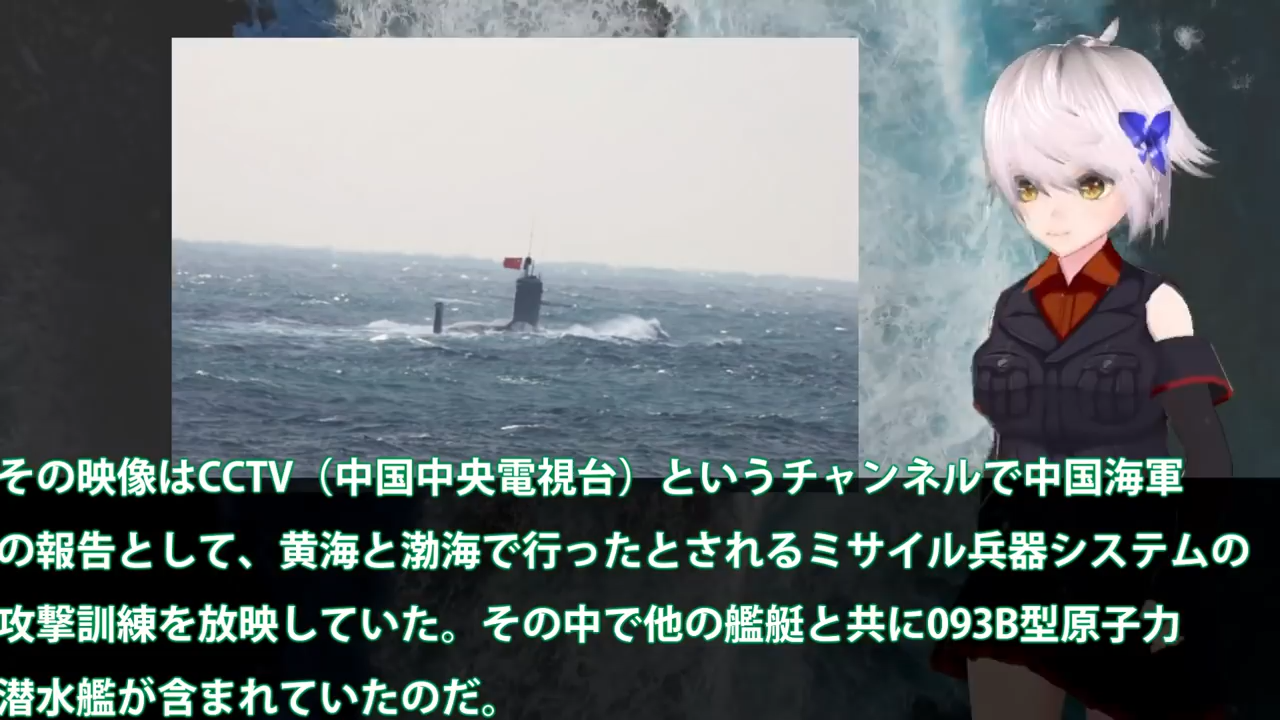 その映像はCCTV（中国中央電視台）というチャンネルで中国海軍
の報告として、黄海と渤海で行ったとされるミサイル兵器システムの
攻撃訓練を放映していた。その中で他の艦艇と共に093B型原子力
潜水艦が含まれていたのだ。